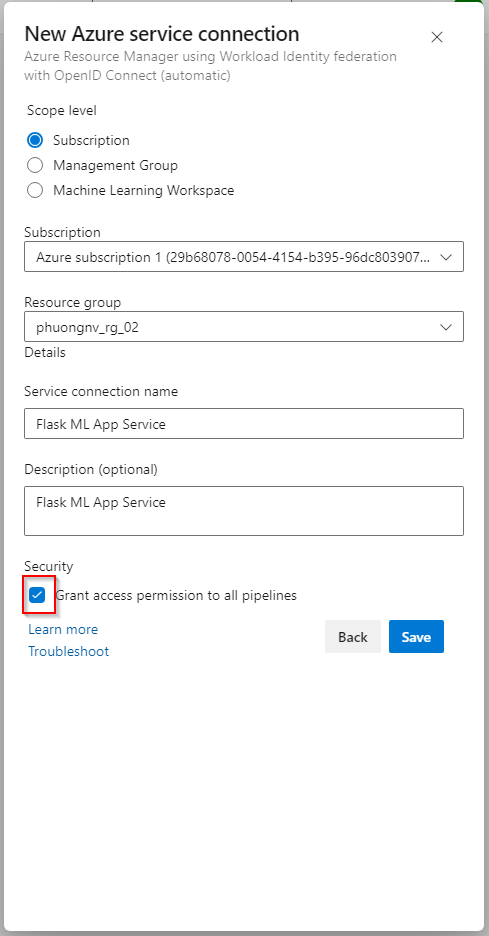 New Azure service connection
Azure Resource Manager using Workload Identity federation
with OpenID Connect (automatic)
Scope level
Subscription
Management Group
Machine Learning Workspace
Subscription
Azure subscription 1 (29b68078-0054-4154-b395-96dc803907...
Resource group
phuongnv_rg_02
Details
Service connection name
Flask ML App Service
Description (optional)
Flask ML App Service
Security
Grant access permission to all pipelines
Learn more
Troubleshoot
Back
Save